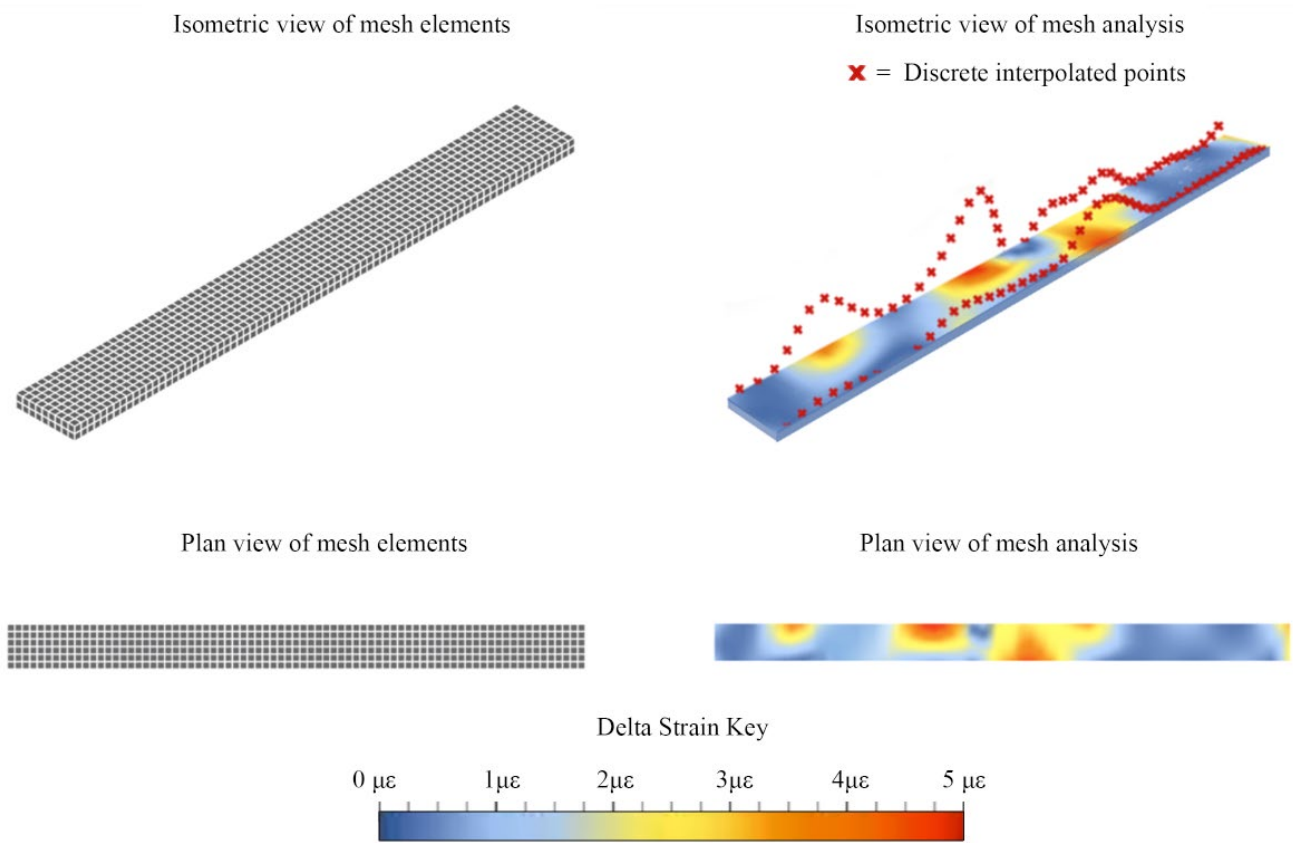 Isometric view of mesh elements
Isometric view of mesh analysis
x = Discrete interpolated points
Plan view of mesh elements
Plan view of mesh analysis
Delta Strain Key
0 με 1με 2με 3με 4με 5 με